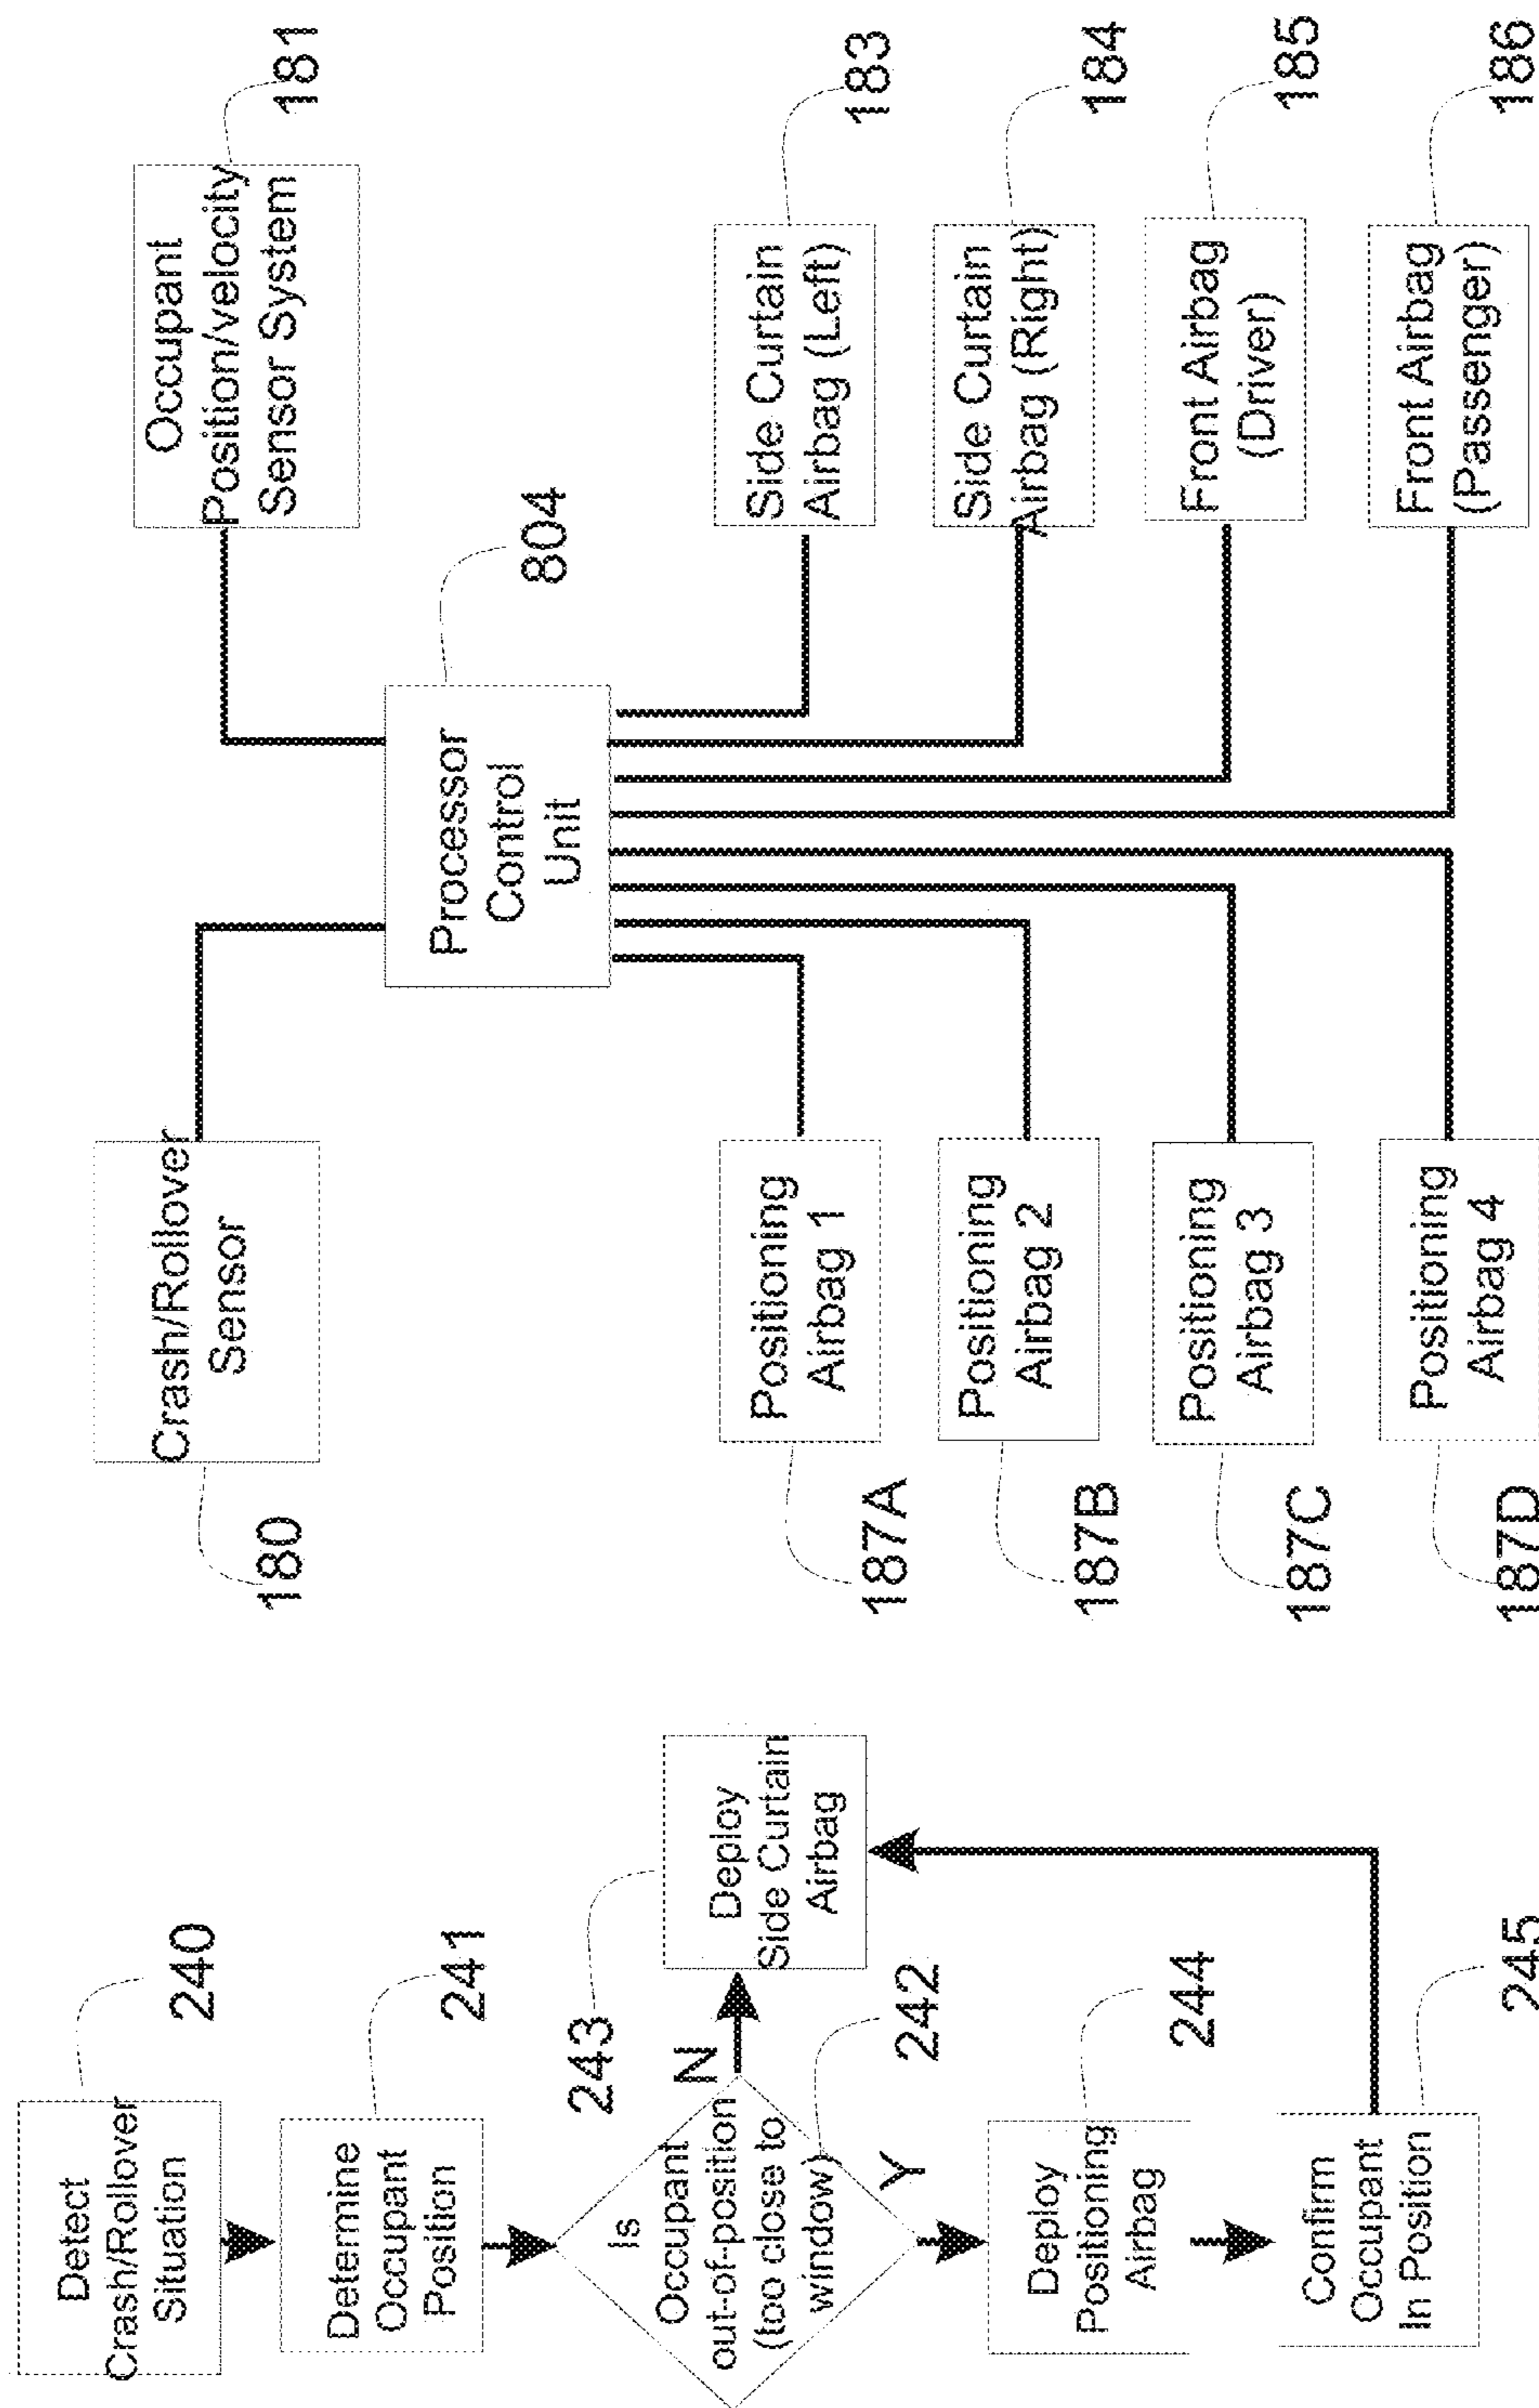 Detect
Crash/Rollover
Situation
240
Determine
Occupant
Position
241
Is
Occupant
out-of-position
(too close to
window)
242
N
Y
243
Deploy
Side Curtain
Airbag
Deploy
Positioning
Airbag
244
Confirm
Occupant
In Position
245
Crash/Rollover
Sensor
180
Occupant
Position/velocity
Sensor System
181
Processor
Control
Unit
804
Positioning
Airbag 1
187A
Positioning
Airbag 2
187B
Positioning
Airbag 3
187C
Positioning
Airbag 4
187D
Side Curtain
Airbag (Left)
183
Side Curtain
Airbag (Right)
184
Front Airbag
(Driver)
185
Front Airbag
(Passenger)
186